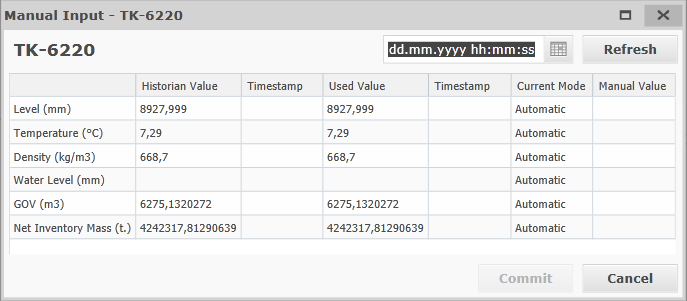 Manual Input - TK-6220
TK-6220 dd.mm.yyyy hh:mm:ss Refresh
Historian Value Timestamp Used Value Timestamp Current Mode Manual Value
Level (mm) 8927,999 8927,999 Automatic
Temperature (°C) 7,29 7,29 Automatic
Density (kg/m3) 668,7 668,7 Automatic
Water Level (mm) Automatic
GOV (m3) 6275,1320272 6275,1320272 Automatic
Net Inventory Mass (t.) 4242317,81290639 4242317,81290639 Automatic
Commit Cancel